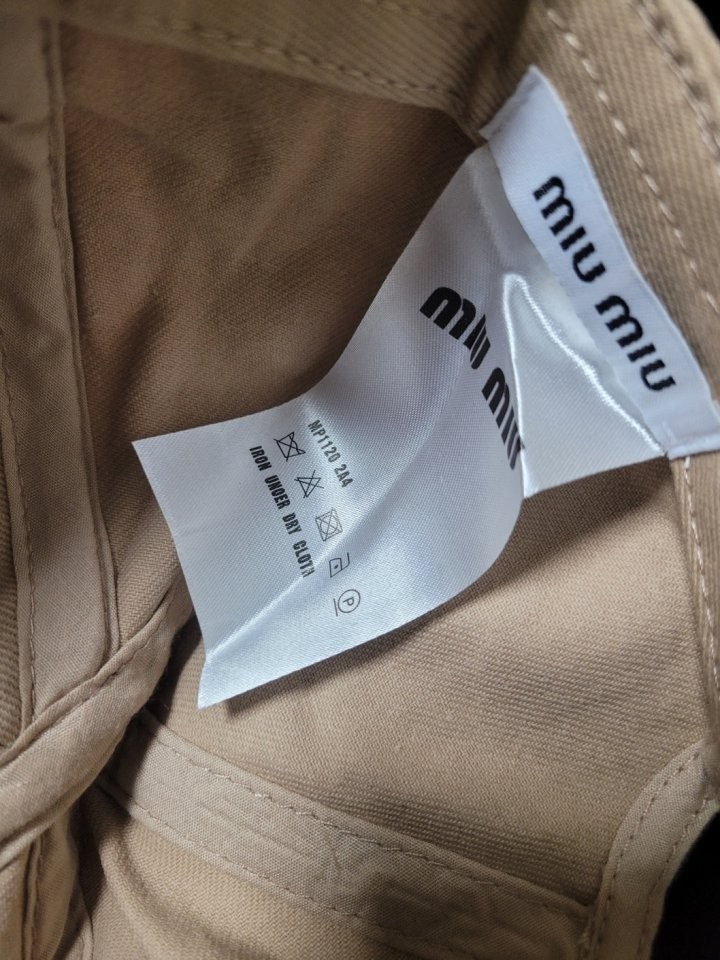 MIU MIU
MIU MIU
MP1120 2A4
P
IRON UNDER DRY CLOTH